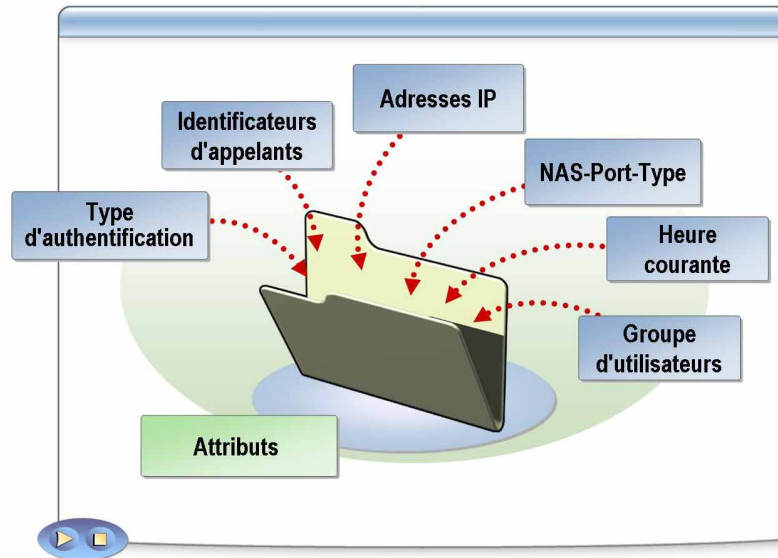 Adresses IP
Identificateurs
d'appelants
NAS-Port-Type
Type
d'authentification
Heure
courante
Groupe
d'utilisateurs
Attributs